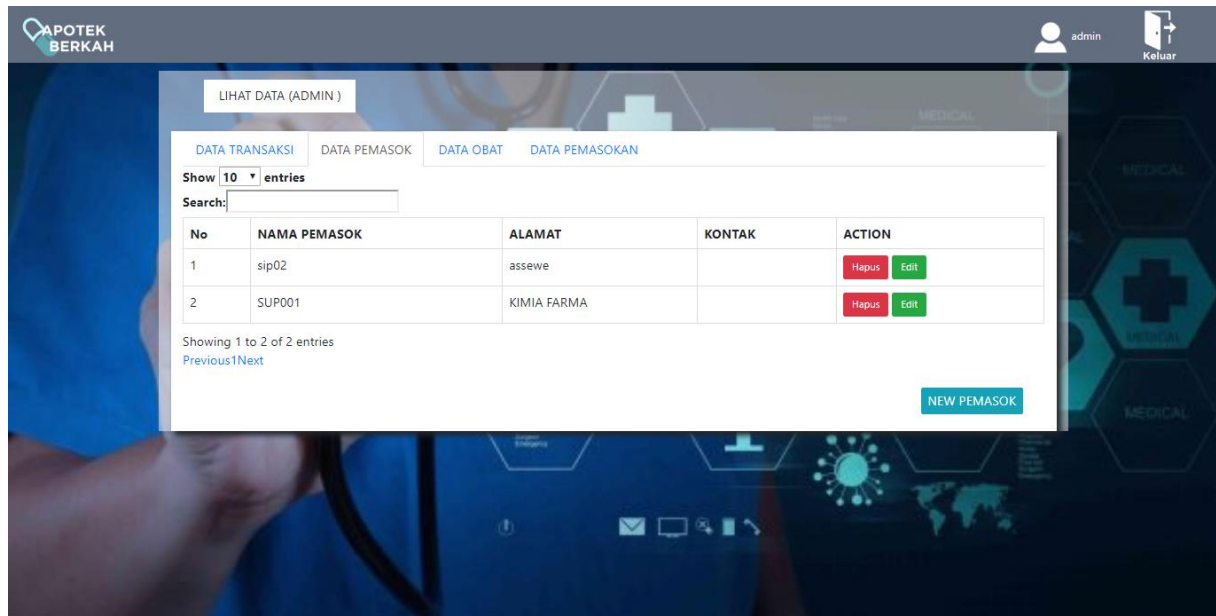 APOTEK
BERKAH
admin
Keluar
LIHAT DATA (ADMIN )
MEDICAL
DATA TRANSAKSI DATA PEMASOK DATA OBAT DATA PEMASOKAN
MEDICAL
Show 10 entries
Search:
No NAMA PEMASOK ALAMAT KONTAK ACTION
1 sip02 assewe Hapus Edit
2 SUP001 KIMIA FARMA Hapus Edit
MEDICAL
Showing 1 to 2 of 2 entries
Previous1Next
NEW PEMASOK
MEDICAL